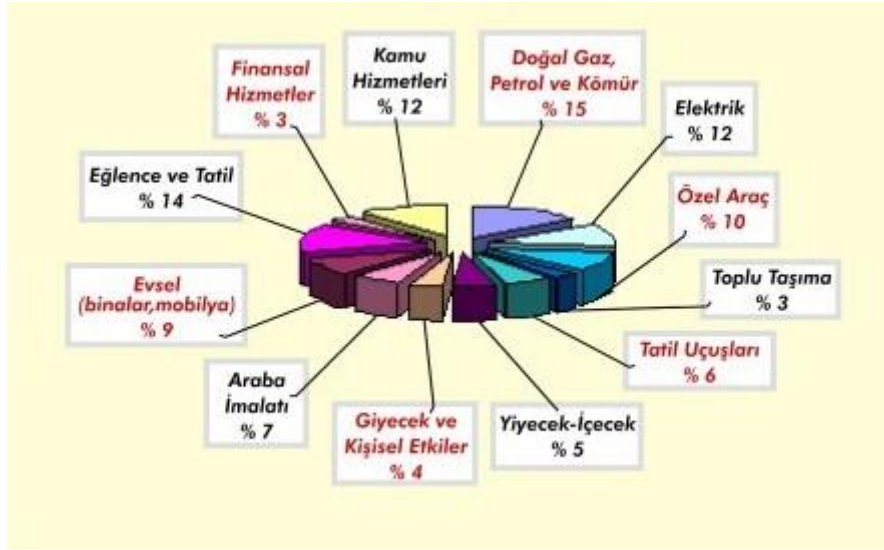 Finansal
Hizmetler
% 3
Kamu
Hizmetleri
% 12
Doğal Gaz,
Petrol ve Kömür
% 15
Elektrik
% 12
Eğlence ve Tatil
% 14
Özel Araç
% 10
Evsel
(binalar,mobilya)
% 9
Toplu Taşıma
% 3
Araba
İmalatı
% 7
Giyecek ve
Kişisel Etkiler
% 4
Yiyecek-İçecek
% 5
Tatil Uçuşları
% 6